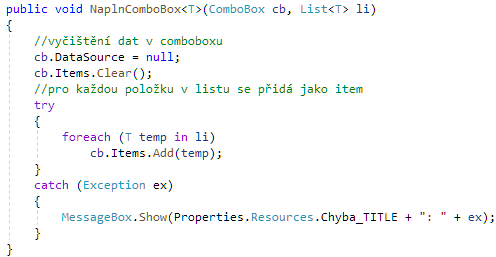 public void NaplnComboBox<T>(ComboBox cb, List<T> li)
{
    //vyčištění dat v comboboxu
    cb.DataSource = null;
    cb.Items.Clear();
    //pro každou položku v listu se přidá jako item
    try
    {
        foreach (T temp in li)
            cb.Items.Add(temp);
    }
    catch (Exception ex)
    {
        MessageBox.Show(Properties.Resources.Chyba_TITLE + ": " + ex);
    }
}